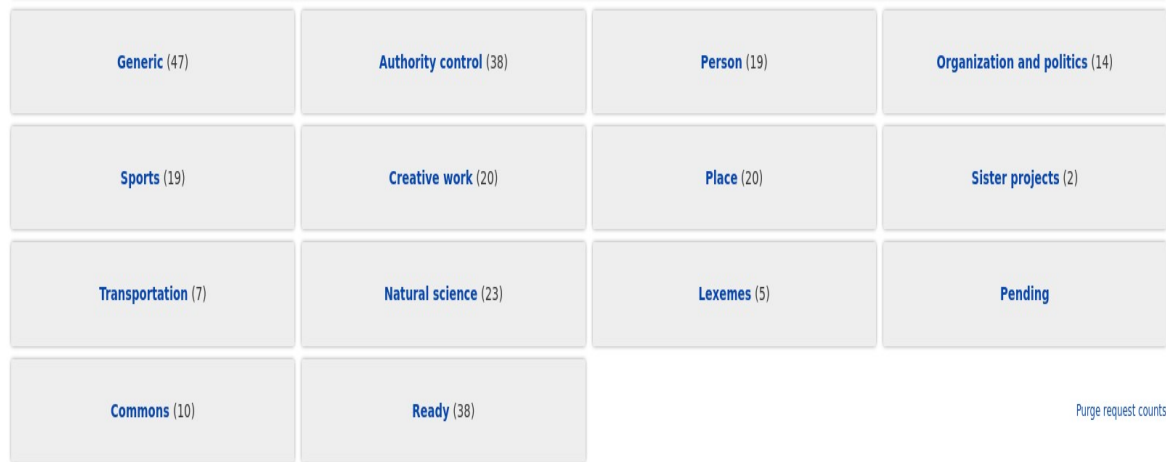 Generic (47)
Authority control (38)
Person (19)
Organization and politics (14)
Sports (19)
Creative work (20)
Place (20)
Sister projects (2)
Transportation (7)
Natural science (23)
Lexemes (5)
Pending
Commons (10)
Ready (38)
Purge request counts